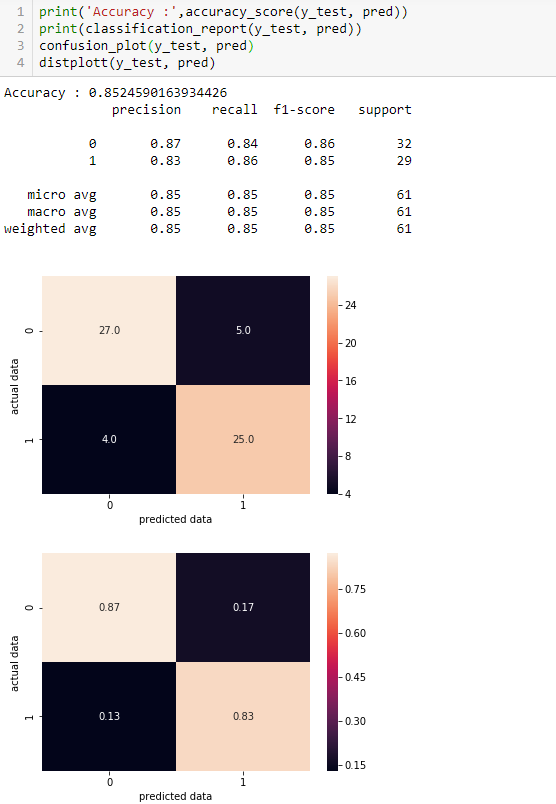 1 print('Accuracy :',accuracy_score(y_test, pred))
2 print(classification_report(y_test, pred))
3 confusion_plot(y_test, pred)
4 distplott(y_test, pred)
Accuracy : 0.8524590163934426
precision recall f1-score support
0 0.87 0.84 0.86 32
1 0.83 0.86 0.85 29
micro avg 0.85 0.85 0.85 61
macro avg 0.85 0.85 0.85 61
weighted avg 0.85 0.85 0.85 61
actual data
0
1
27.0 5.0
4.0 25.0
0 1
predicted data
24
20
16
12
8
4
actual data
0
1
0.87 0.17
0.13 0.83
0 1
predicted data
0.75
0.60
0.45
0.30
0.15